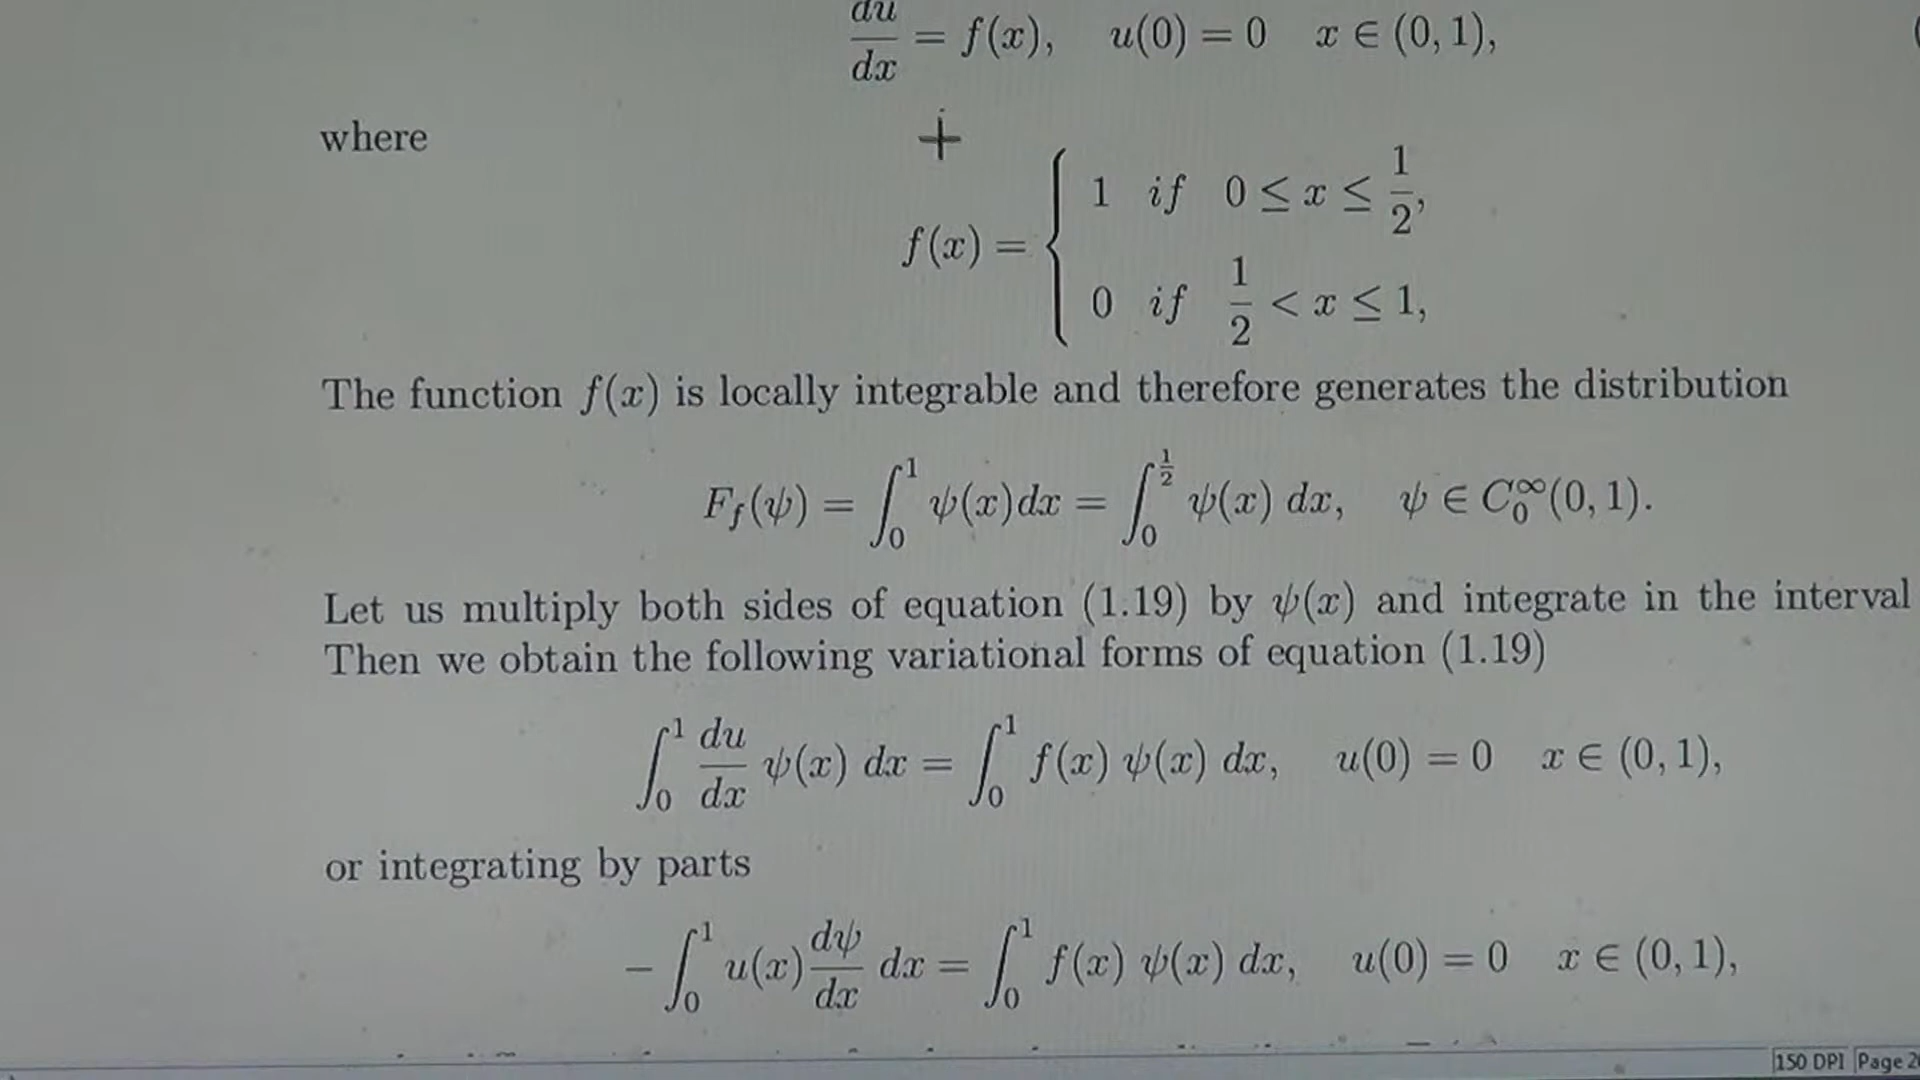 du/dx = f(x), u(0) = 0 x ∈ (0, 1),
where
f(x) = { 1 if 0 ≤ x ≤ 1/2,
0 if 1/2 < x ≤ 1,
The function f(x) is locally integrable and therefore generates the distribution
F_f(ψ) = ∫_0^1 ψ(x)dx = ∫_0^{1/2} ψ(x) dx, ψ ∈ C_0^∞(0, 1).
Let us multiply both sides of equation (1.19) by ψ(x) and integrate in the interval
Then we obtain the following variational forms of equation (1.19)
∫_0^1 du/dx ψ(x) dx = ∫_0^1 f(x) ψ(x) dx, u(0) = 0 x ∈ (0, 1),
or integrating by parts
− ∫_0^1 u(x) dψ/dx dx = ∫_0^1 f(x) ψ(x) dx, u(0) = 0 x ∈ (0, 1),
150 DPI Page